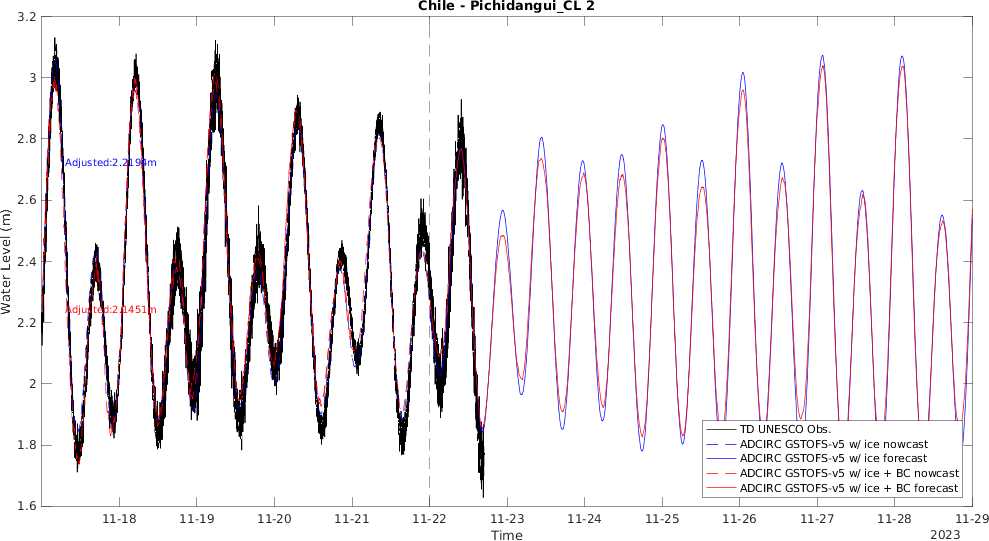 Chile - Pichidangui_CL 2
Water Level (m)
3.2
3
2.8
2.6
2.4
2.2
2
1.8
1.6
Adjusted:2.2194m
Adjusted:2.1451m
TD UNESCO Obs.
ADCIRC GSTOFS-v5 w/ ice nowcast
ADCIRC GSTOFS-v5 w/ ice forecast
ADCIRC GSTOFS-v5 w/ ice + BC nowcast
ADCIRC GSTOFS-v5 w/ ice + BC forecast
11-18 11-19 11-20 11-21 11-22 11-23 11-24 11-25 11-26 11-27 11-28 11-29
Time
2023